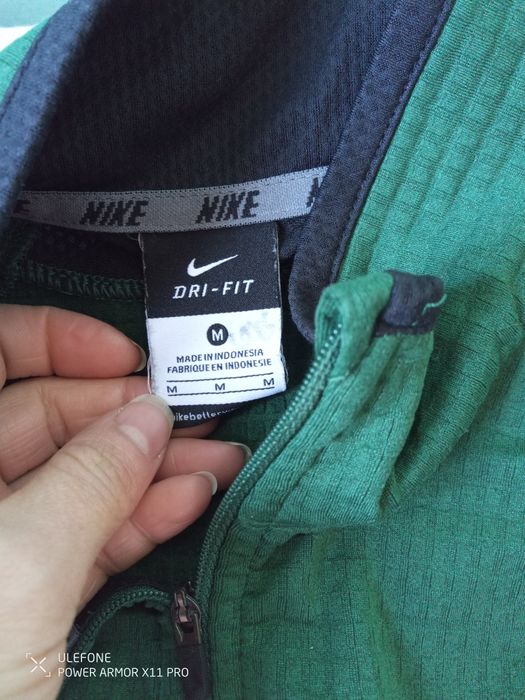 NIKE NIKE
DRI-FIT
M
MADE IN INDONESIA
FABRIQUE EN INDONESIE
M M M
ULEFONE
POWER ARMOR X11 PRO